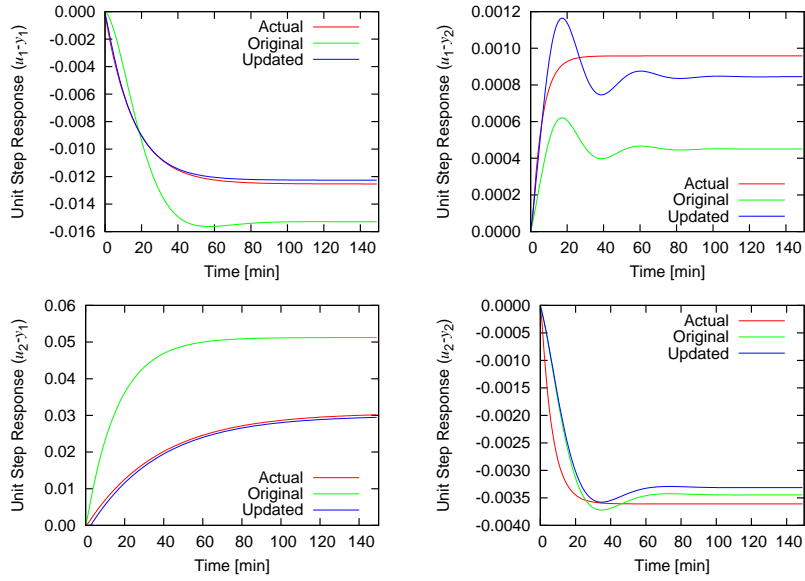 Unit Step Response (u1-y1)
0.000
-0.002
-0.004
-0.006
-0.008
-0.010
-0.012
-0.014
-0.016
Actual
Original
Updated
0 20 40 60 80 100 120 140
Time [min]
Unit Step Response (u1-y2)
0.0012
0.0010
0.0008
0.0006
0.0004
0.0002
0.0000
Actual
Original
Updated
0 20 40 60 80 100 120 140
Time [min]
Unit Step Response (u2-y1)
0.06
0.05
0.04
0.03
0.02
0.01
0.00
Actual
Original
Updated
0 20 40 60 80 100 120 140
Time [min]
Unit Step Response (u2-y2)
0.0000
-0.0005
-0.0010
-0.0015
-0.0020
-0.0025
-0.0030
-0.0035
-0.0040
Actual
Original
Updated
0 20 40 60 80 100 120 140
Time [min]